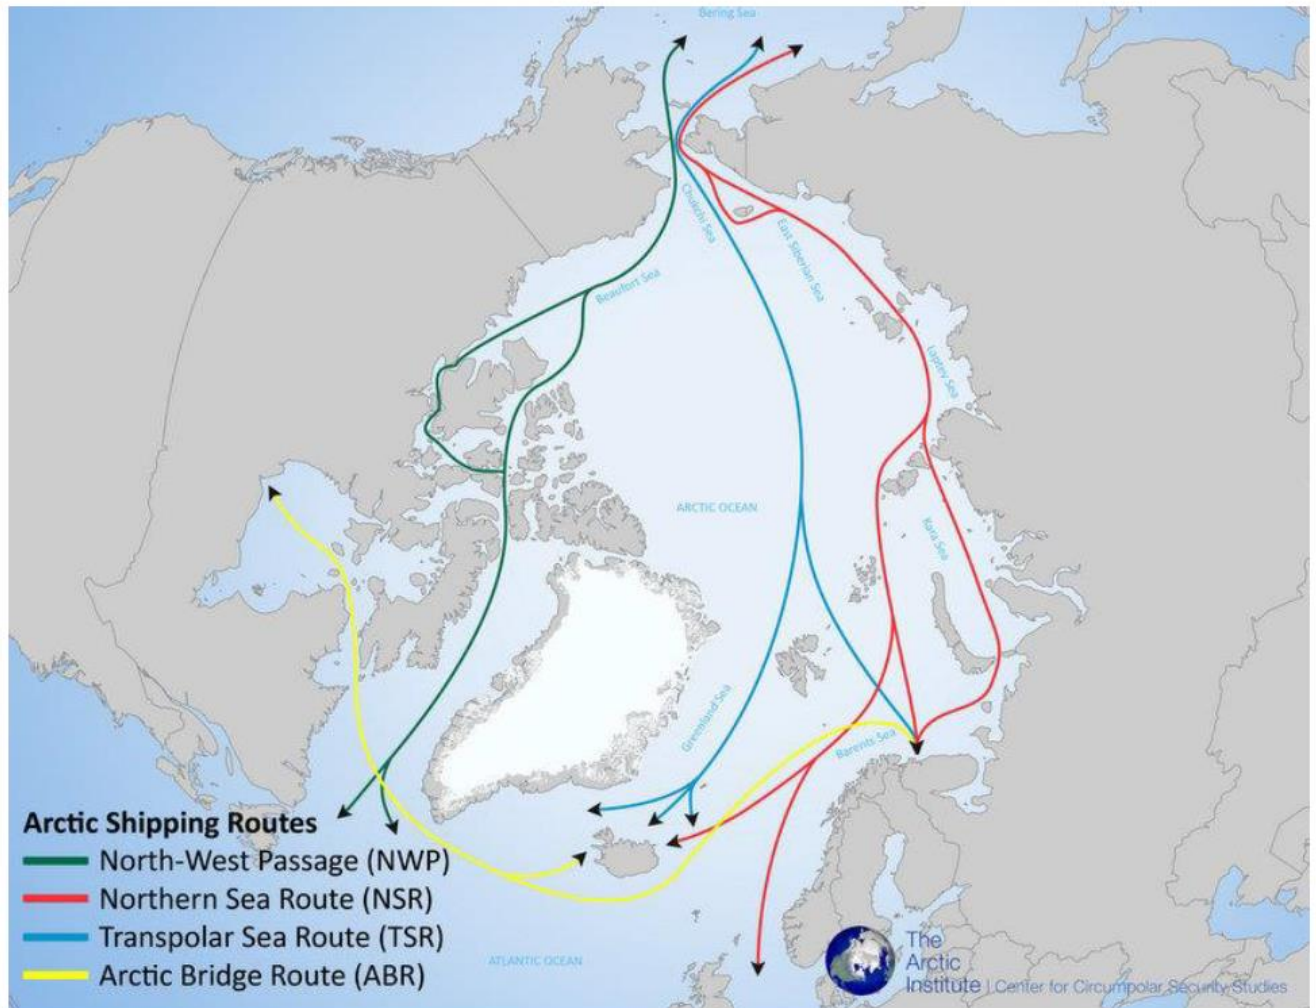 Bering Sea
Chukchi Sea
East Siberian Sea
Beaufort Sea
Laptev Sea
ARCTIC OCEAN
Kara Sea
Greenland Sea
Barents Sea
Arctic Shipping Routes
North-West Passage (NWP)
Northern Sea Route (NSR)
Transpolar Sea Route (TSR)
Arctic Bridge Route (ABR)
ATLANTIC OCEAN
The
Arctic
Institute | Center for Circumpolar Security Studies